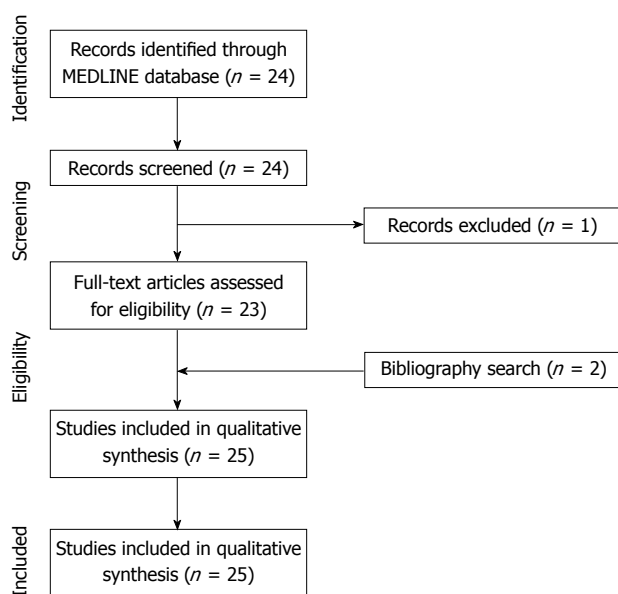 Identification
Records identified through
MEDLINE database (n = 24)
Records screened (n = 24)
Screening
Records excluded (n = 1)
Full-text articles assessed
for eligibility (n = 23)
Eligibility
Bibliography search (n = 2)
Studies included in qualitative
synthesis (n = 25)
Included
Studies included in qualitative
synthesis (n = 25)